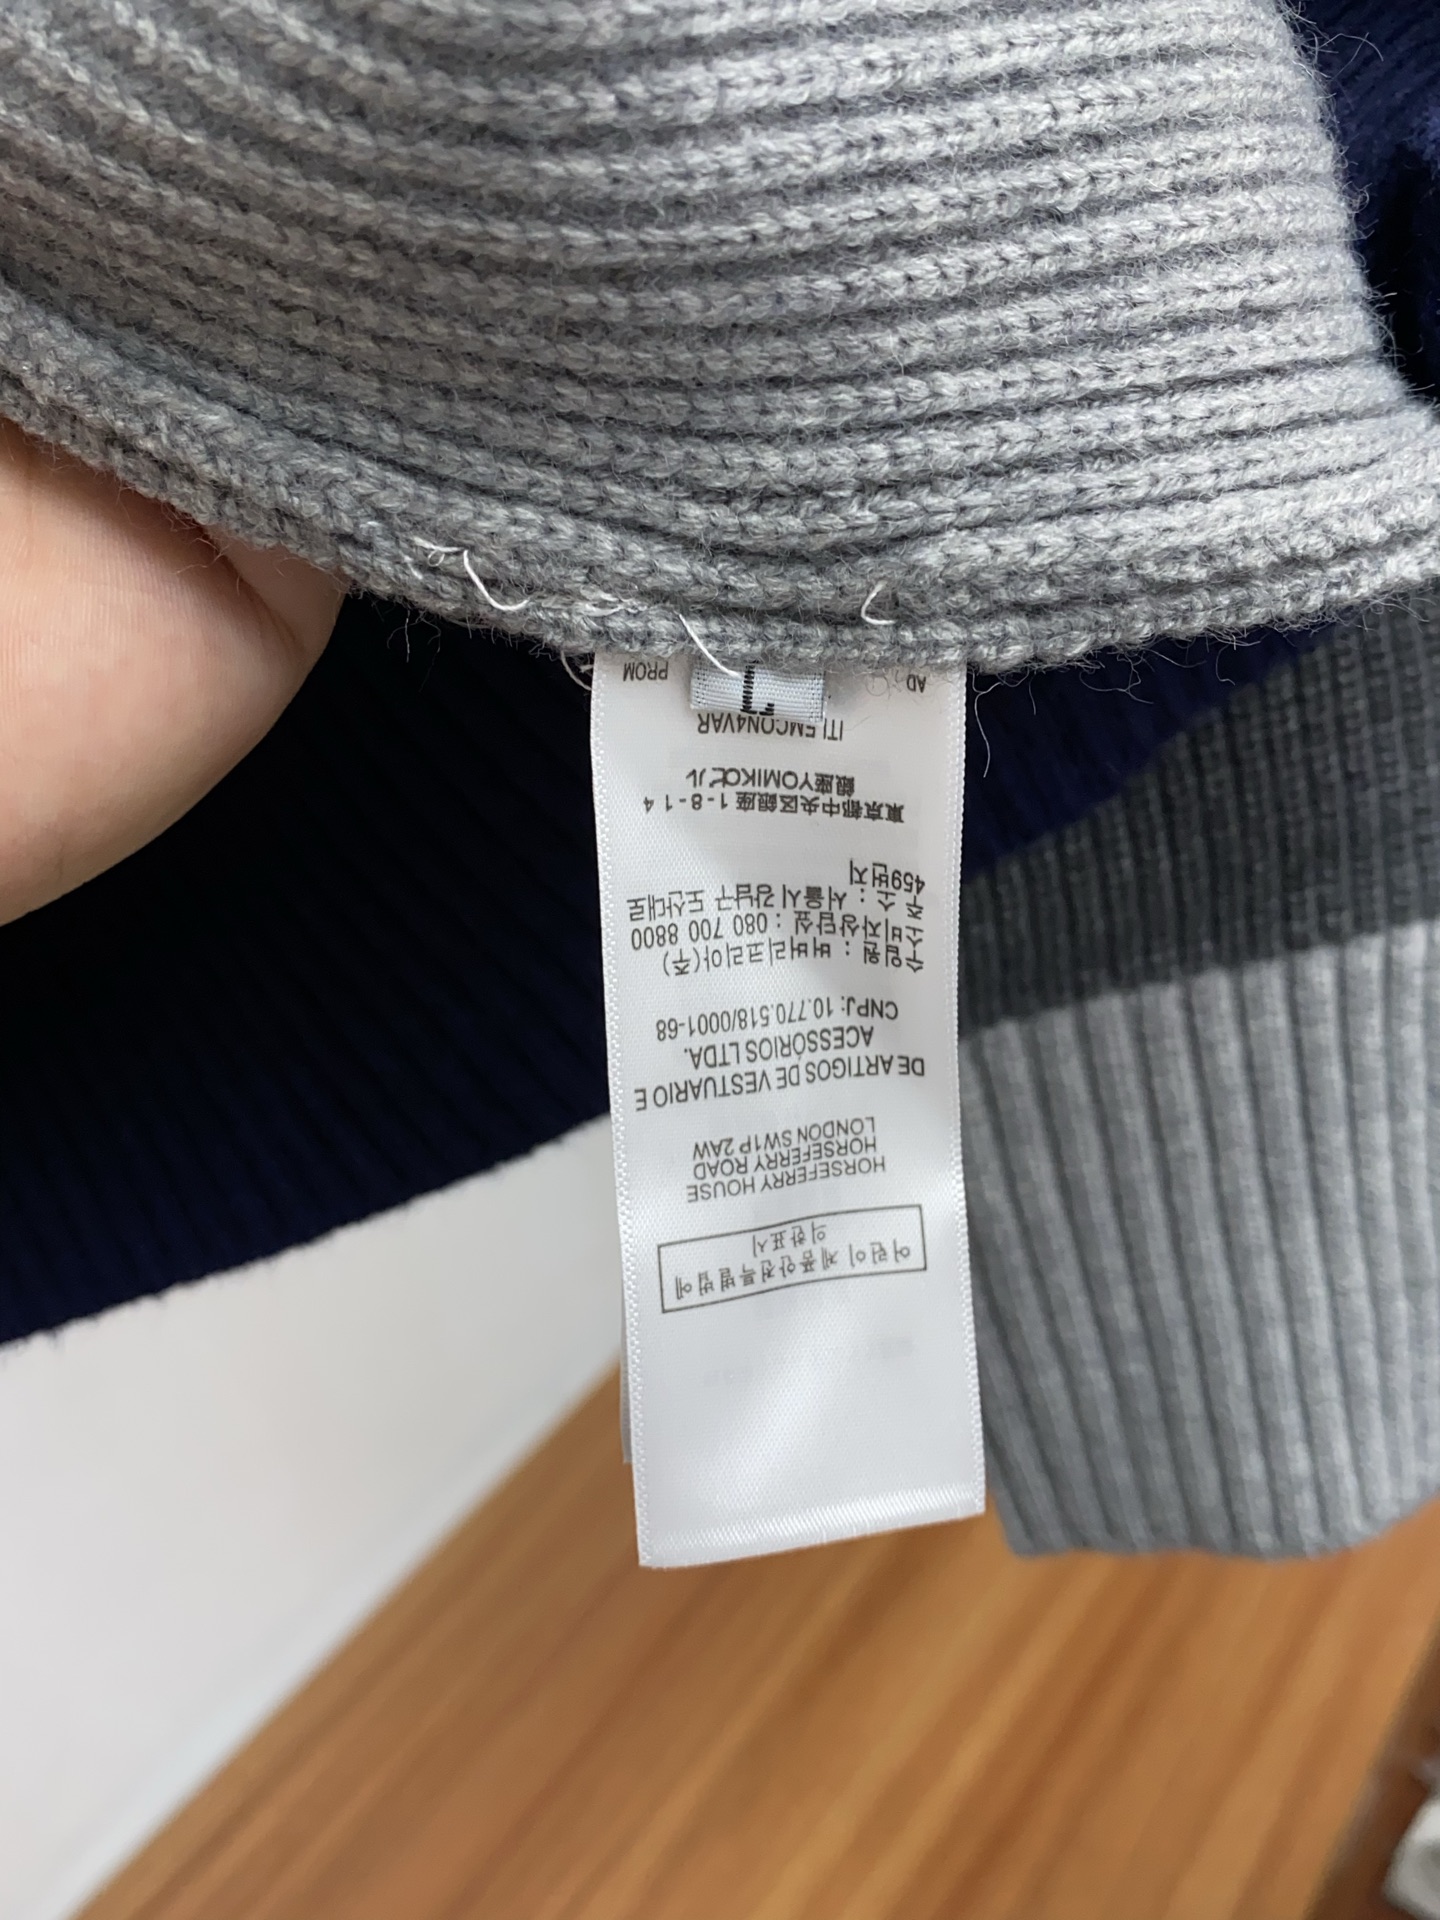 어린이제품안전특별법에
의한표시
HORSEFERRY HOUSE
HORSEFERRY ROAD
LONDON SW1P 2AW
DE ARTIGOS DE VESTUARIO E
ACESSÓRIOS LTDA.
CNPJ: 10.770.518/0001-68
수입원 : 버버리코리아(주)
소비자상담실 : 080 700 8800
주 소 : 서울시 강남구 도산대로
459번지
東京都中央区銀座1-8-14
銀座YOMIKOビル
ITLEMCON4VAR
AD PROM
L